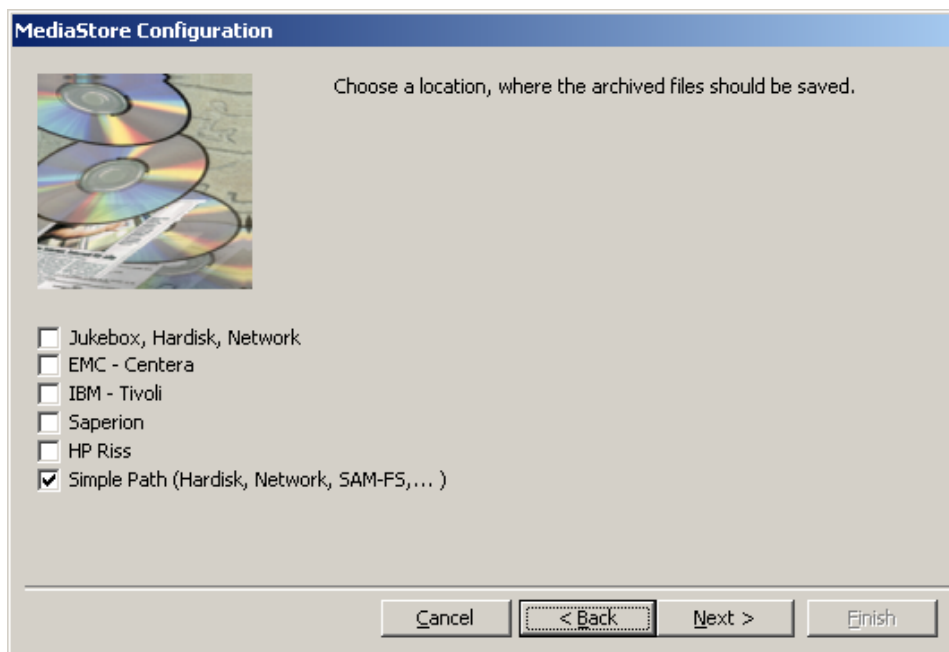 MediaStore Configuration
Choose a location, where the archived files should be saved.
Jukebox, Hardisk, Network
EMC - Centera
IBM - Tivoli
Saperion
HP Riss
Simple Path (Hardisk, Network, SAM-FS,... )
Cancel
< Back
Next >
Finish